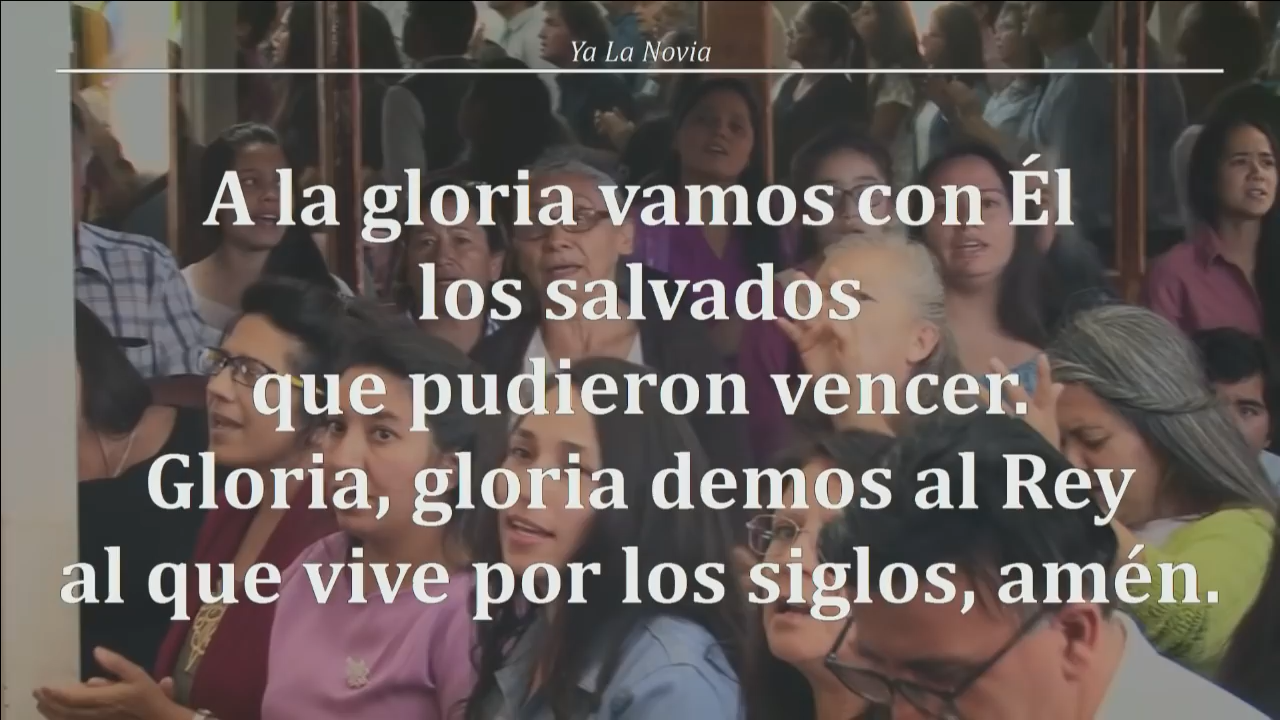 Ya La Novia
A la gloria vamos con Él
los salvados
que pudieron vencer.
Gloria, gloria demos al Rey
al que vive por los siglos, amén.